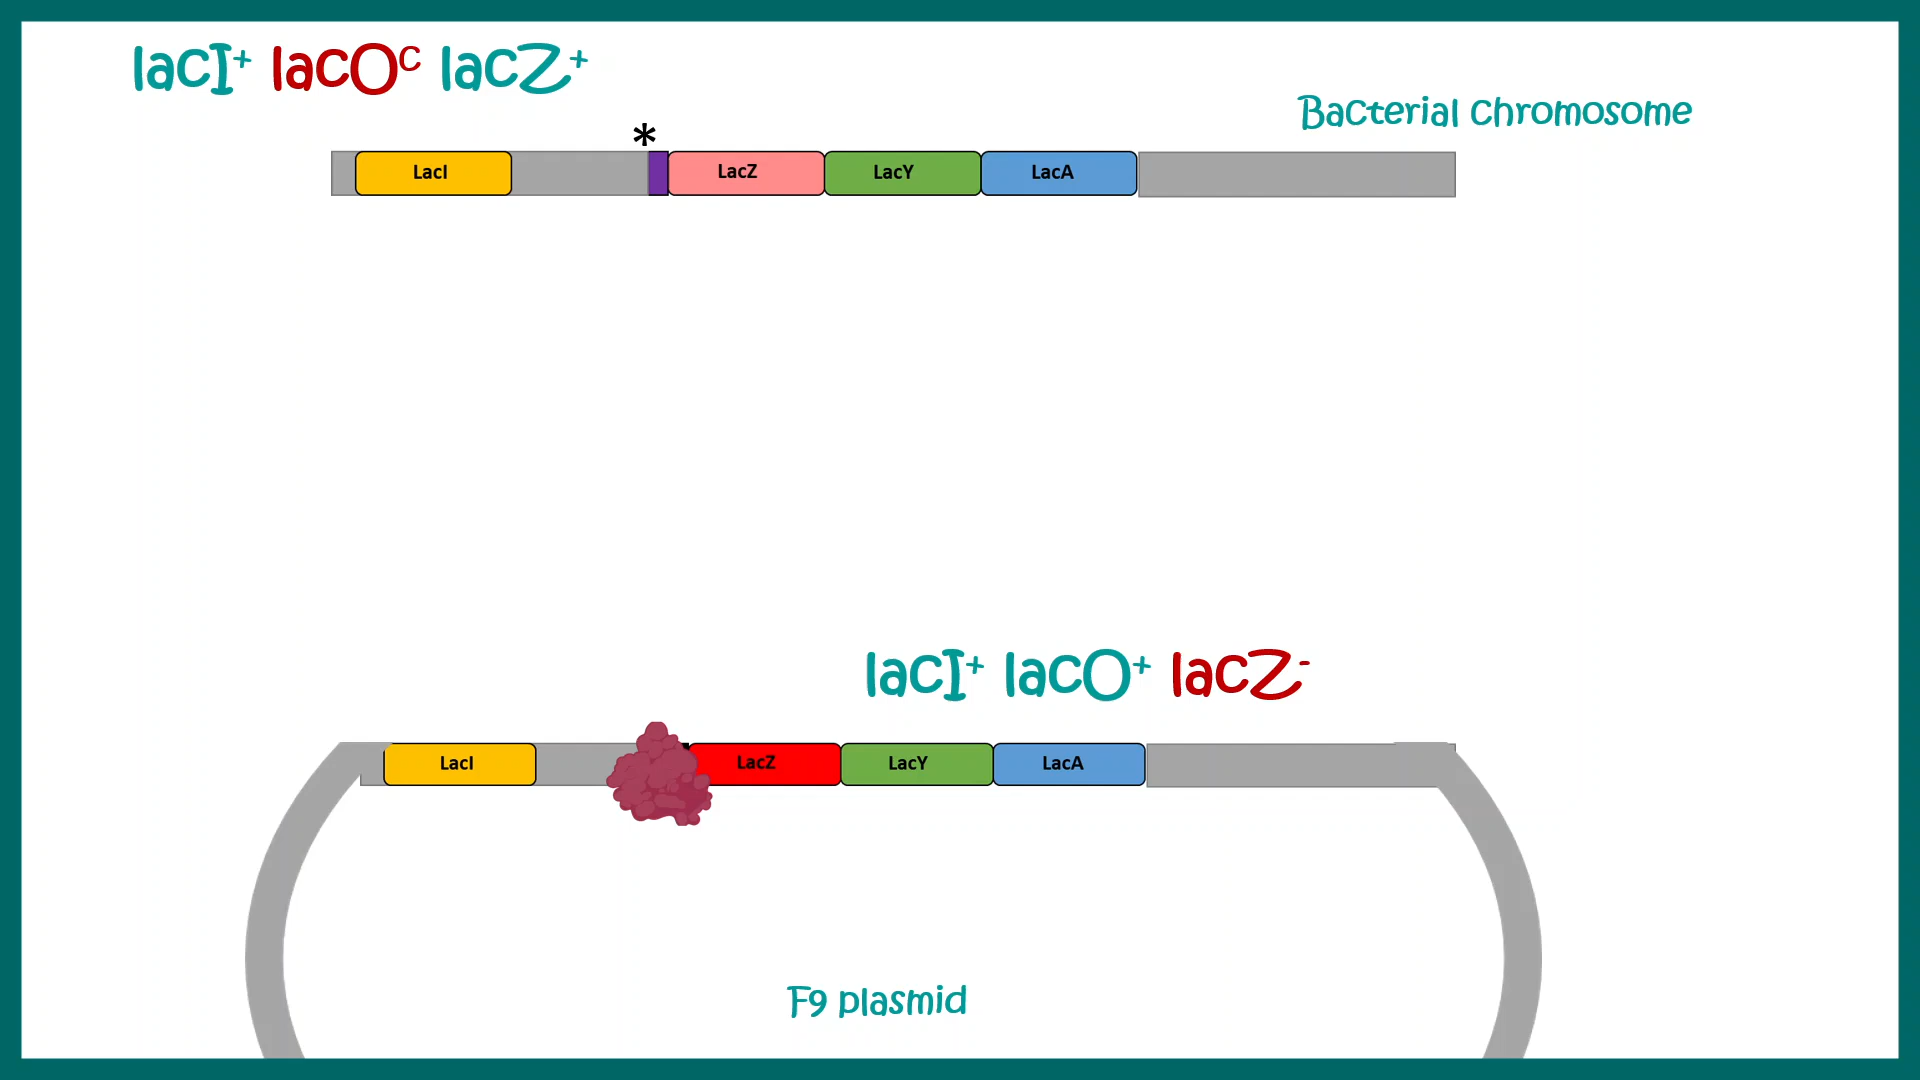 lacI⁺ lacOᶜ lacZ⁺
Bacterial chromosome
*
LacI LacZ LacY LacA
lacI⁺ lacO⁺ lacZ⁻
LacI LacZ LacY LacA
F9 plasmid